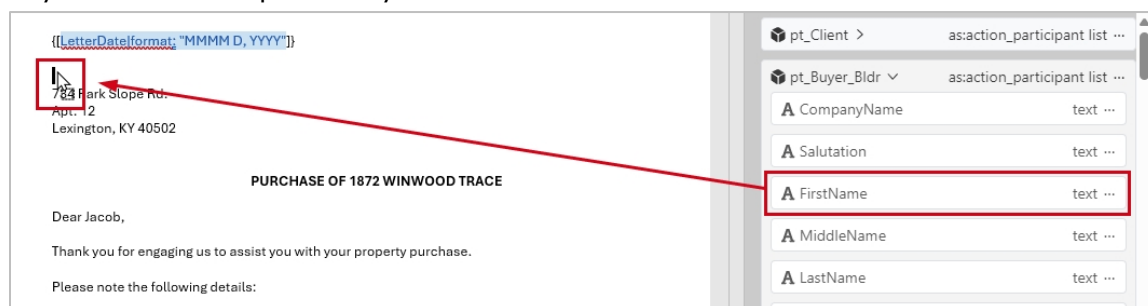 {[LetterDate|format: "MMMM D, YYYY"]}
784 Park Slope Rd.
Apt. 12
Lexington, KY 40502
PURCHASE OF 1872 WINWOOD TRACE
Dear Jacob,
Thank you for engaging us to assist you with your property purchase.
Please note the following details:
pt_Client > as:action_participant list ···
pt_Buyer_Bldr as:action_participant list ···
A CompanyName text ···
A Salutation text ···
A FirstName text ···
A MiddleName text ···
A LastName text ···